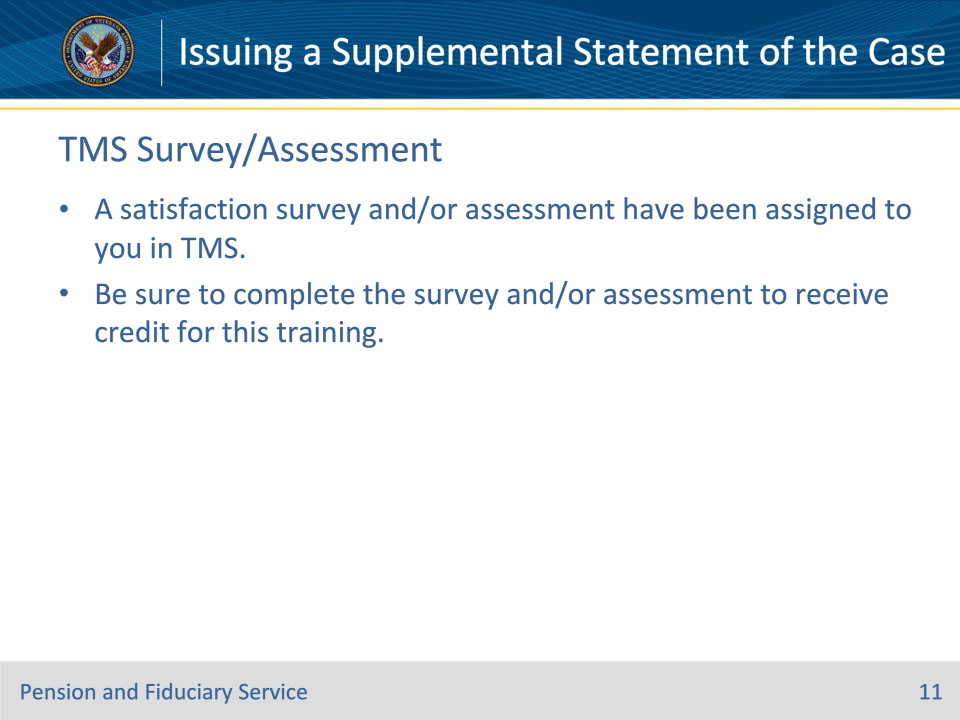 Issuing a Supplemental Statement of the Case
TMS Survey/Assessment
• A satisfaction survey and/or assessment have been assigned to
you in TMS.
• Be sure to complete the survey and/or assessment to receive
credit for this training.
Pension and Fiduciary Service
11